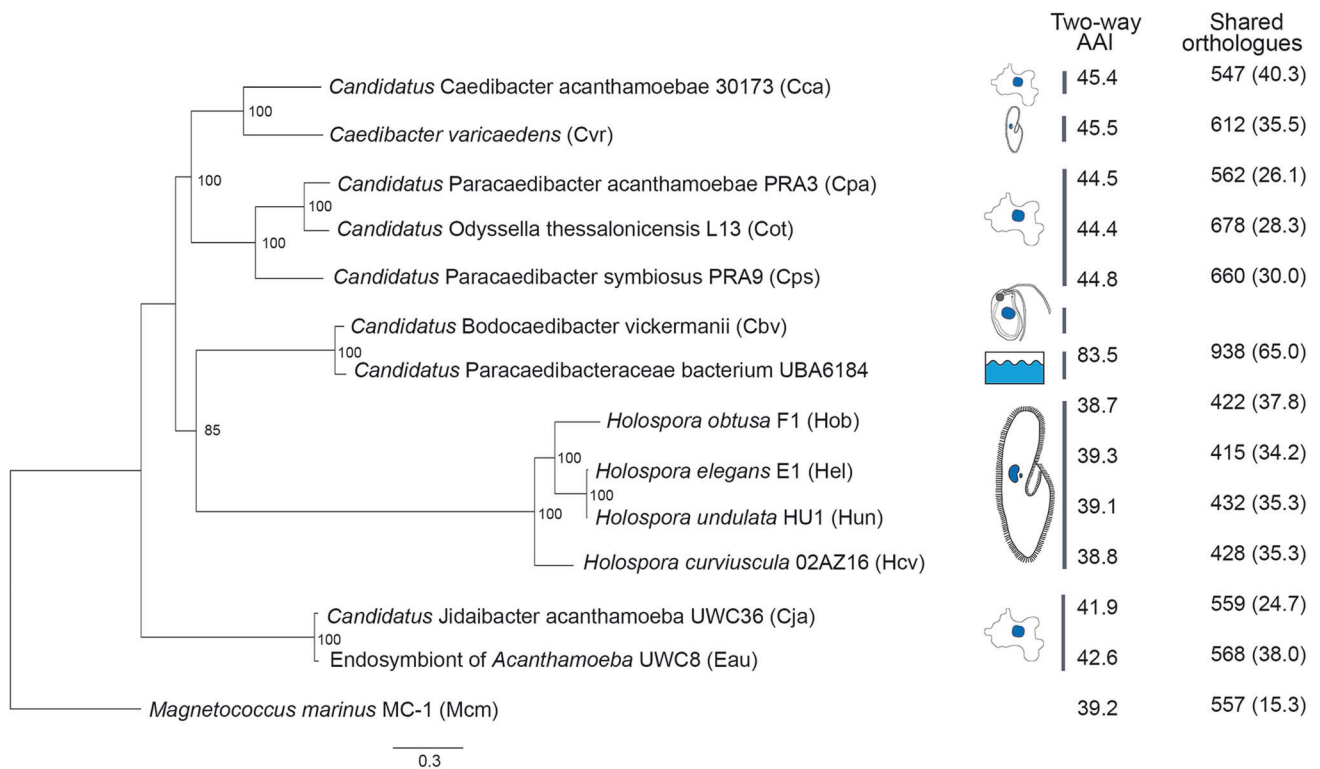 Two-way AAI
Shared orthologues
Candidatus Caedibacter acanthamoebae 30173 (Cca) 45.4 547 (40.3)
100
Caedibacter varicaedens (Cvr) 45.5 612 (35.5)
100
Candidatus Paracaedibacter acanthamoebae PRA3 (Cpa) 44.5 562 (26.1)
100
Candidatus Odyssella thessalonicensis L13 (Cot) 44.4 678 (28.3)
100
Candidatus Paracaedibacter symbiosus PRA9 (Cps) 44.8 660 (30.0)
Candidatus Bodocaedibacter vickermanii (Cbv)
100
Candidatus Paracaedibacteraceae bacterium UBA6184 83.5 938 (65.0)
85
Holospora obtusa F1 (Hob) 38.7 422 (37.8)
100
Holospora elegans E1 (Hel) 39.3 415 (34.2)
100
100
Holospora undulata HU1 (Hun) 39.1 432 (35.3)
Holospora curviuscula 02AZ16 (Hcv) 38.8 428 (35.3)
Candidatus Jidaibacter acanthamoeba UWC36 (Cja) 41.9 559 (24.7)
100
Endosymbiont of Acanthamoeba UWC8 (Eau) 42.6 568 (38.0)
Magnetococcus marinus MC-1 (Mcm) 39.2 557 (15.3)
0.3